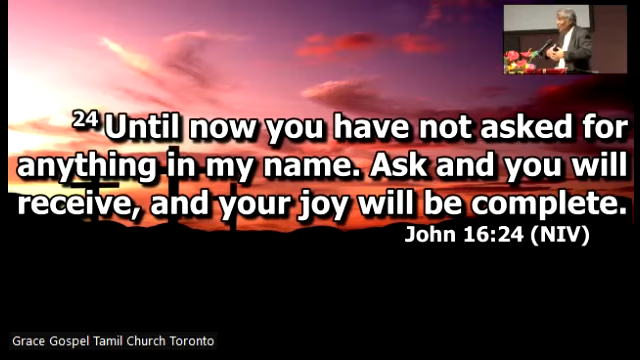 24 Until now you have not asked for
anything in my name. Ask and you will
receive, and your joy will be complete.
John 16:24 (NIV)
Grace Gospel Tamil Church Toronto